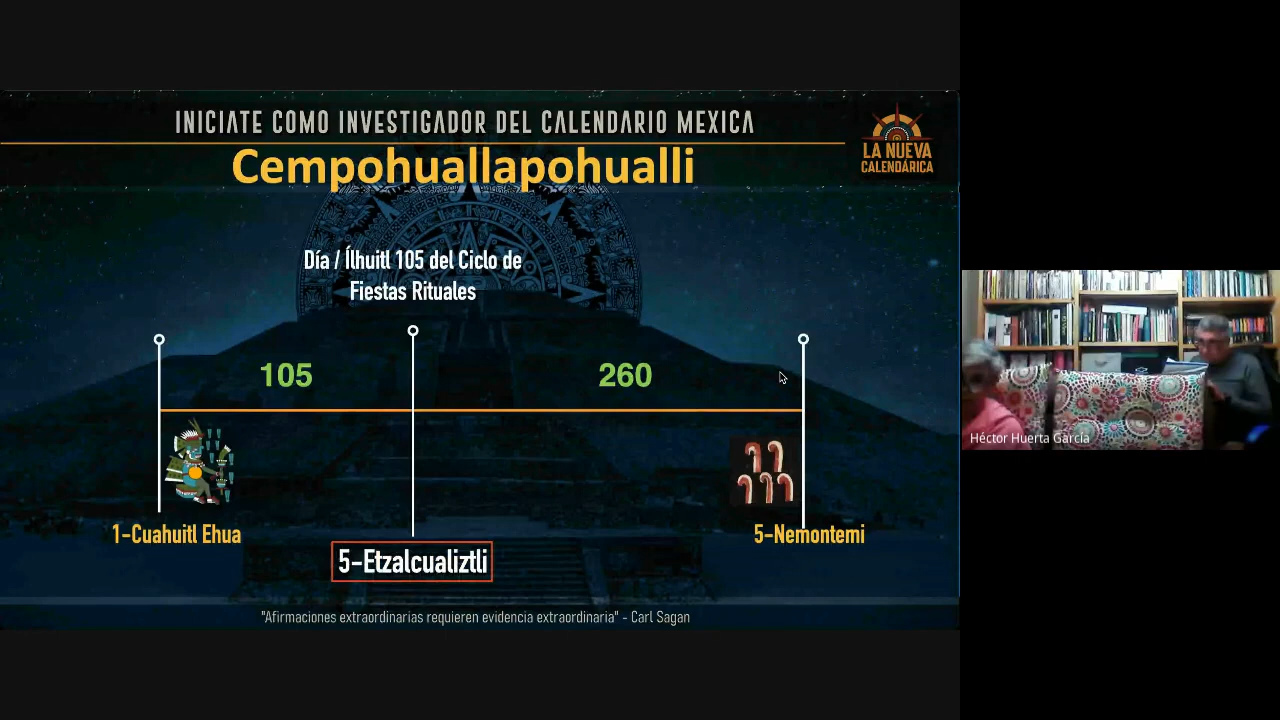 INICIATE COMO INVESTIGADOR DEL CALENDARIO MEXICA
LA NUEVA
CALENDÁRICA
Cempohuallapohualli
Día / Ílhuitl 105 del Ciclo de
Fiestas Rituales
105
260
1-Cuahuitl Ehua
5-Etzalcualiztli
5-Nemontemi
"Afirmaciones extraordinarias requieren evidencia extraordinaria" - Carl Sagan
Héctor Huerta García